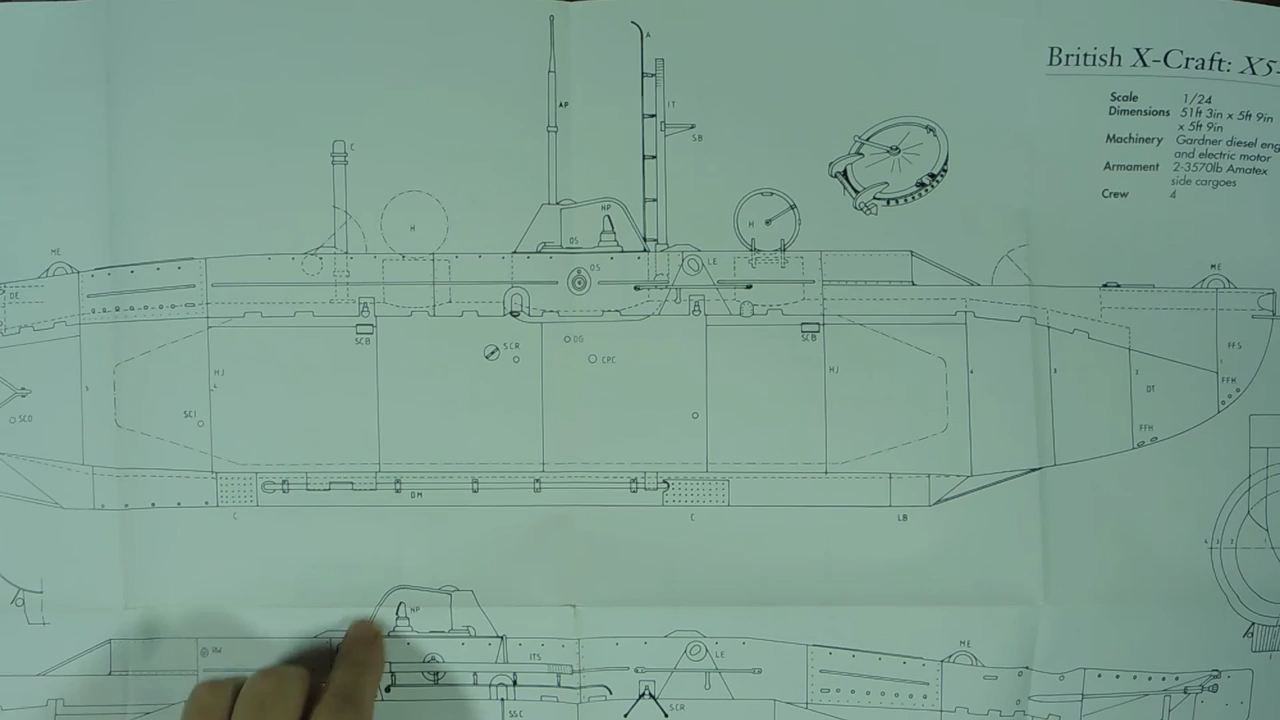 British X-Craft: X5-
Scale 1/24
Dimensions 51ft 3in x 5ft 9in
x 5ft 9in
Machinery Gardner diesel eng
and electric motor
Armament 2-3570lb Amatex
side cargoes
Crew 4
A
AP
IT
SB
C
H
NP
H
OS
ME
OS
LE
ME
DE
SCB
SCR
DG
SCB
CPC
HJ
HJ
FFS
FFH
DT
SCI
SCO
FFH
DM
C
C
LB
NP
ITS
LE
ME
SSC
SCR